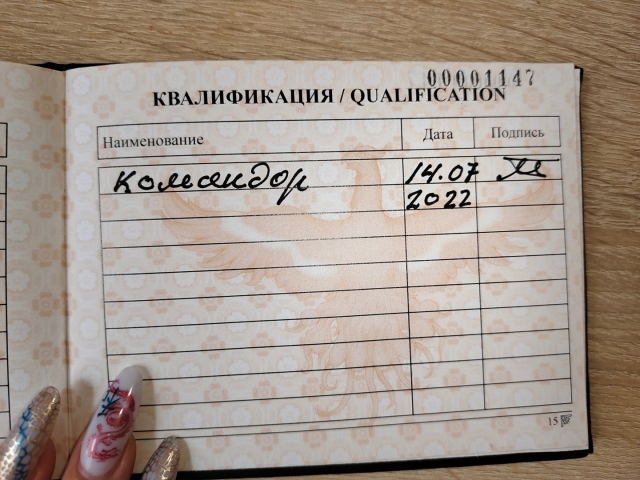 00001147
КВАЛИФИКАЦИЯ / QUALIFICATION
Наименование Дата Подпись
Командор 14.07
2022
15